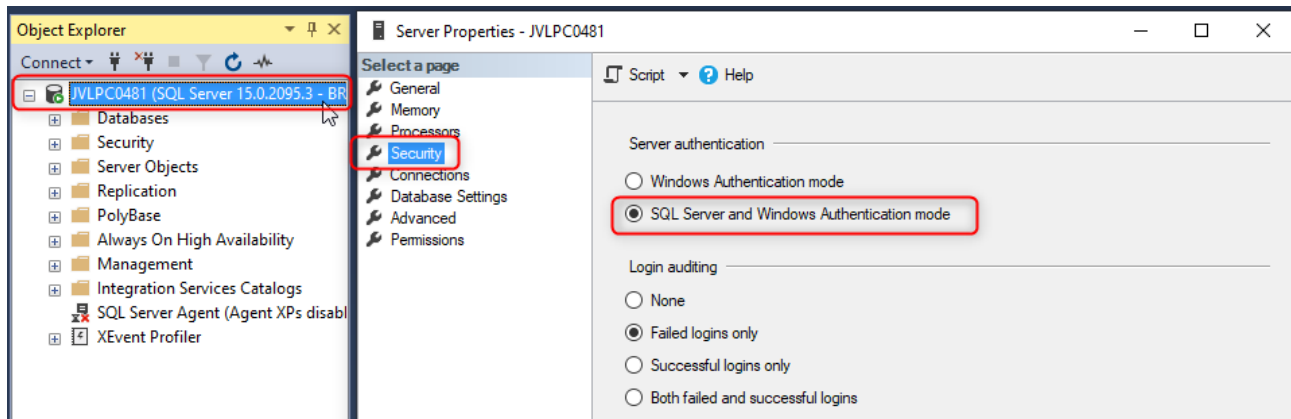 Object Explorer
Connect
JVLPC0481 (SQL Server 15.0.2095.3 - BR
Databases
Security
Server Objects
Replication
PolyBase
Always On High Availability
Management
Integration Services Catalogs
SQL Server Agent (Agent XPs disabl
XEvent Profiler
Server Properties - JVLPC0481
Select a page
General
Memory
Processors
Security
Connections
Database Settings
Advanced
Permissions
Script
Help
Server authentication
Windows Authentication mode
SQL Server and Windows Authentication mode
Login auditing
None
Failed logins only
Successful logins only
Both failed and successful logins